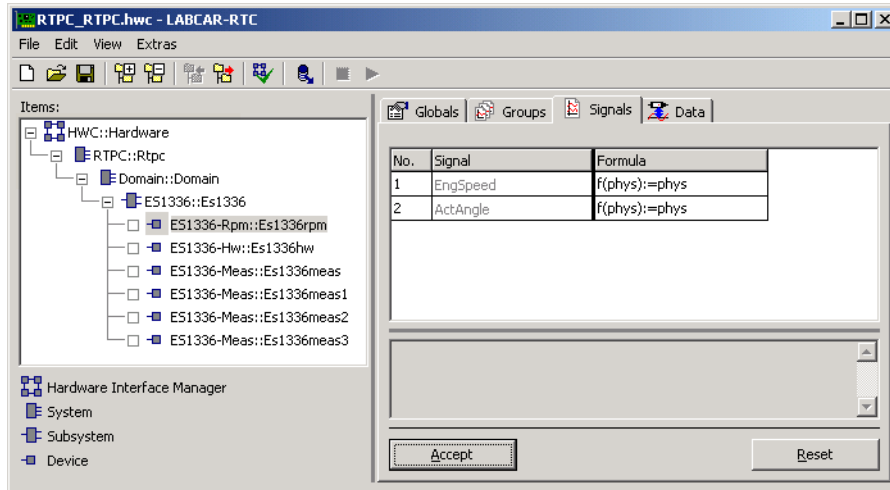 RTPC_RTPC.hwc - LABCAR-RTC
File Edit View Extras
Items:
HWC::Hardware
RTPC::Rtpc
Domain::Domain
ES1336::Es1336
ES1336-Rpm::Es1336rpm
ES1336-Hw::Es1336hw
ES1336-Meas::Es1336meas
ES1336-Meas::Es1336meas1
ES1336-Meas::Es1336meas2
ES1336-Meas::Es1336meas3
Hardware Interface Manager
System
Subsystem
Device
Globals Groups Signals Data
No. Signal Formula
1 EngSpeed f(phys):=phys
2 ActAngle f(phys):=phys
Accept Reset